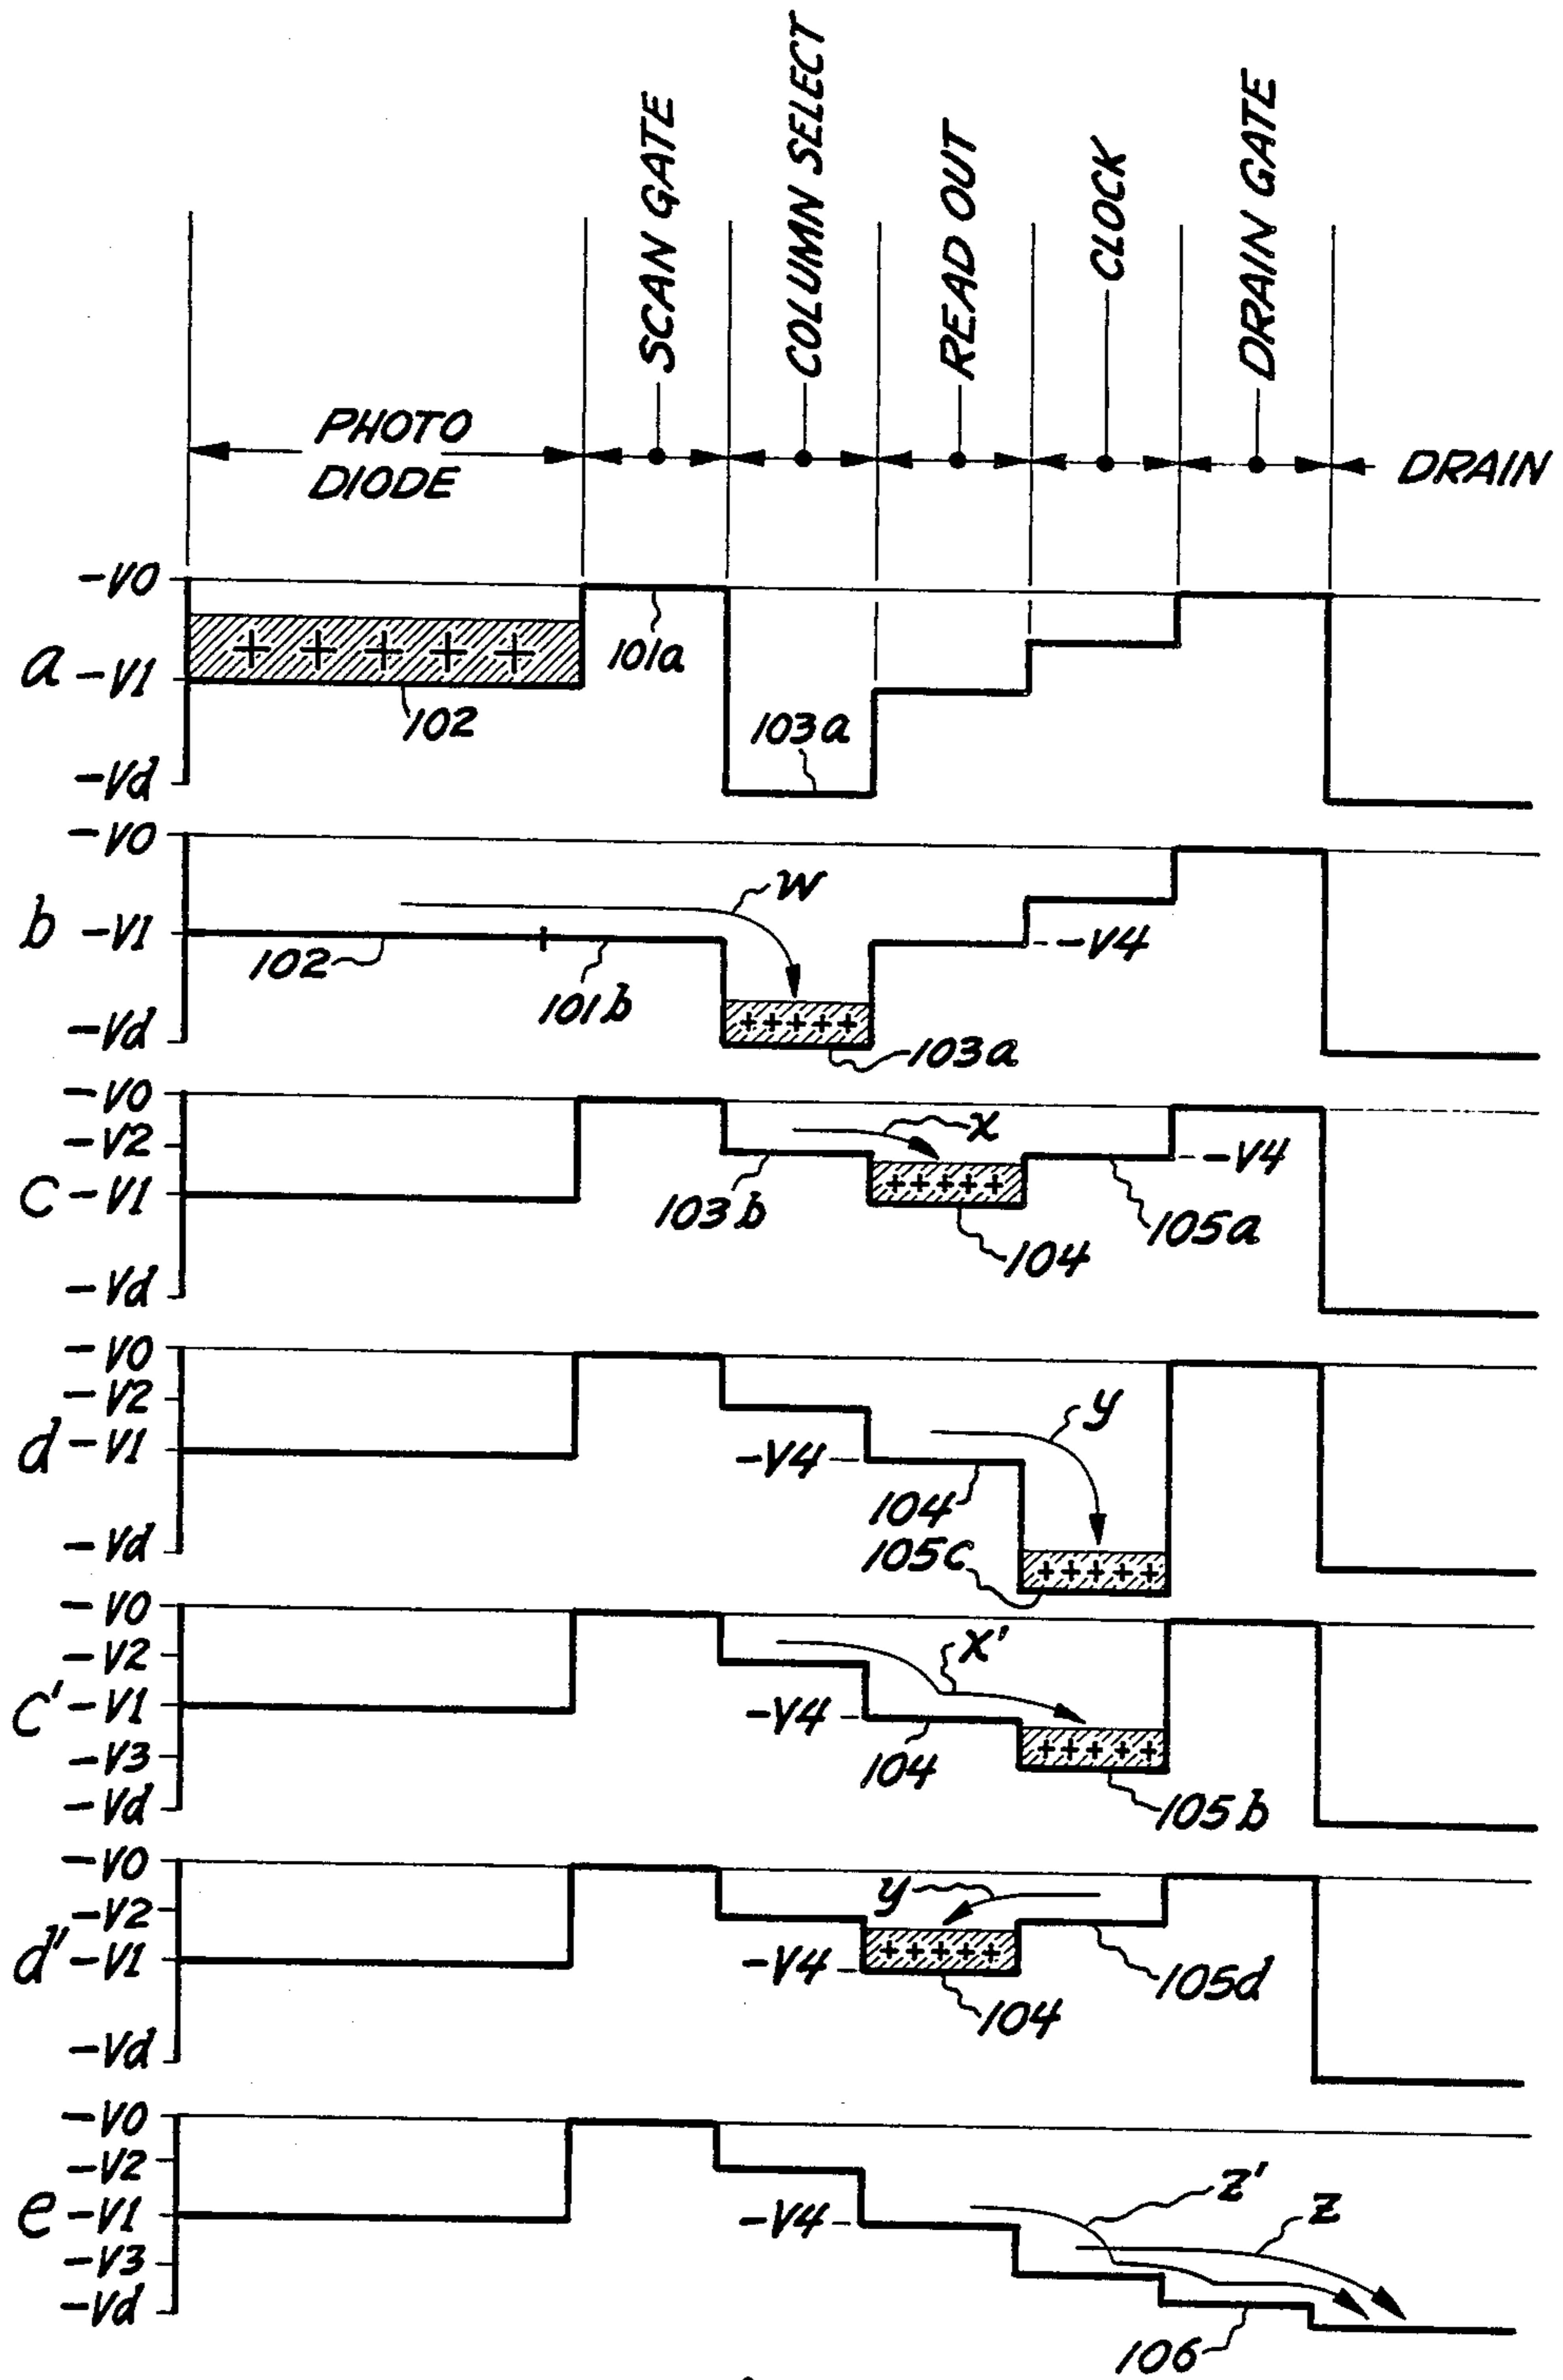 SCAN GATE
COLUMN SELECT
READ OUT
CLOCK
DRAIN GATE
PHOTO
DIODE
DRAIN
a
-V0
-V1
-Vd
+ + + + +
101a
102
103a
b
-V0
-V1
-Vd
w
102
101b
+++++
103a
-V4
c
-V0
-V2
-V1
-Vd
x
103b
+++++
104
105a
-V4
d
-V0
-V2
-V1
-Vd
y
-V4
104
105c
+++++
c'
-V0
-V2
-V1
-V3
-Vd
x'
-V4
104
+++++
105b
d'
-V0
-V2
-V1
-Vd
y
-V4
+++++
104
105d
e
-V0
-V2
-V1
-V3
-Vd
-V4
z'
z
106